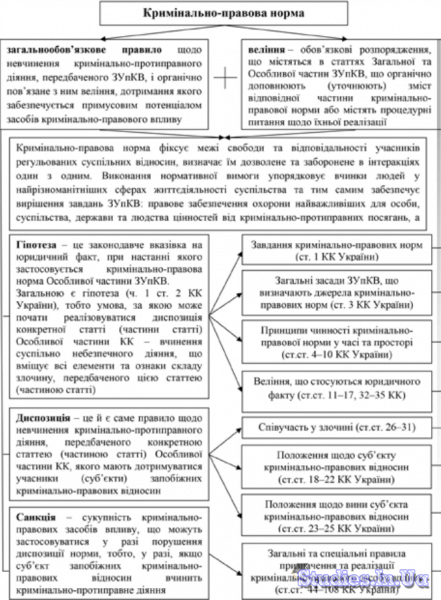 Кримінально-правова норма
загальнообов'язкове правило щодо
невчинення кримінально-протиправного
діяння, передбаченого ЗУпКВ, і органічно
пов'язане з ним веління, дотримання якого
забезпечується примусовим потенціалом
засобів кримінально-правового впливу
веління – обов'язкові розпорядження,
що містяться в статтях Загальної та
Особливої частин ЗУпКВ, що органічно
доповнюють (уточнюють) зміст
відповідної частини кримінально-
правової норми або містять процедурні
питання щодо їхньої реалізації
Кримінально-правова норма фіксує межі свободи та відповідальності учасників
регульованих суспільних відносин, визначає їм дозволене та заборонене в інтеракціях
один з одним. Виконання нормативної вимоги упорядковує вчинки людей у
найрізноманітніших сферах життєдіяльності суспільства та тим самим забезпечує
вирішення завдань ЗУпКВ: правове забезпечення охорони найважливіших для особи,
суспільства, держави та людства цінностей від кримінально-протиправних посягань, а
Гіпотеза – це законодавче вказівка на
юридичний факт, при настанні якого
застосовується кримінально-правова
норма Особливої частини ЗУпКВ.
Загальною є гіпотеза (ч. 1 ст. 2 КК
України), тобто умова, за якою може
почати реалізовуватися диспозиція
конкретної статті (частини статті)
Особливої частини КК – вчинення
суспільно небезпечного діяння, що
вміщує всі елементи та ознаки складу
злочину, передбаченого цією статтею
(частиною статті)
Диспозиція – це й є саме правило щодо
невчинення кримінально-протиправного
діяння, передбаченого конкретною
статтею (частиною статті) Особливої
частини КК, якого мають дотримуватися
учасники (суб'єкти) запобіжних
кримінально-правових відносин
Санкція – сукупність кримінально-
правових засобів впливу, що можуть
застосовуватися у разі порушення
диспозиції норми, тобто, у разі, якщо
суб'єкт запобіжних кримінально-
правових відносин вчинить
кримінально-протиправне діяння
Завдання кримінально-правових норм
(ст. 1 КК України)
Загальні засади ЗУпКВ, що
визначають джерела кримінально-
правових норм (ст. 3 КК України)
Принципи чинності кримінально-
правової норми у часі та просторі
(ст.ст. 4–10 КК України)
Веління, що стосуються юридичного
факту (ст.ст. 11–17, 32–35 КК)
Співучасть у злочині (ст.ст. 26–31)
Положення щодо суб'єкту
кримінально-правових відносин
(ст.ст. 18–22 КК України)
Положення щодо вини суб'єкта
кримінально-правових відносин
(ст.ст. 23–25 КК України)
Загальні та спеціальні правила
призначення та реалізації
(ст.ст. 44–108 КК України)
Studies.in.ua